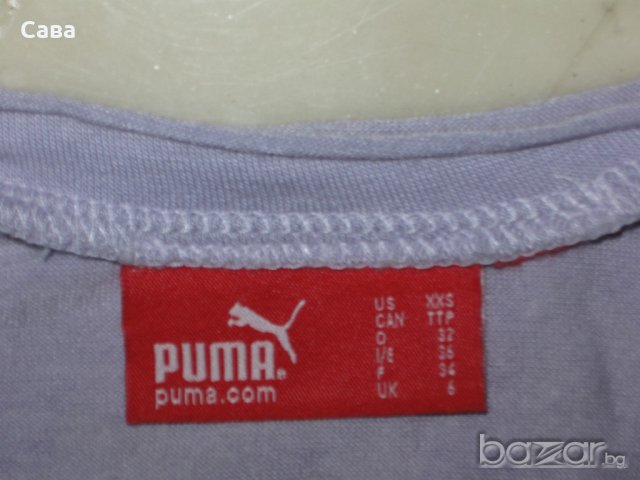 Сава
PUMA®
puma.com
US XXS
CAN TTP
D 32
I/E 36
F 34
UK 6
bazar.bg